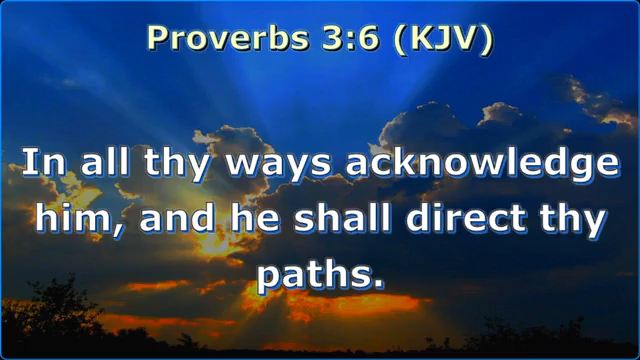 Proverbs 3:6 (KJV)
In all thy ways acknowledge
him, and he shall direct thy
paths.